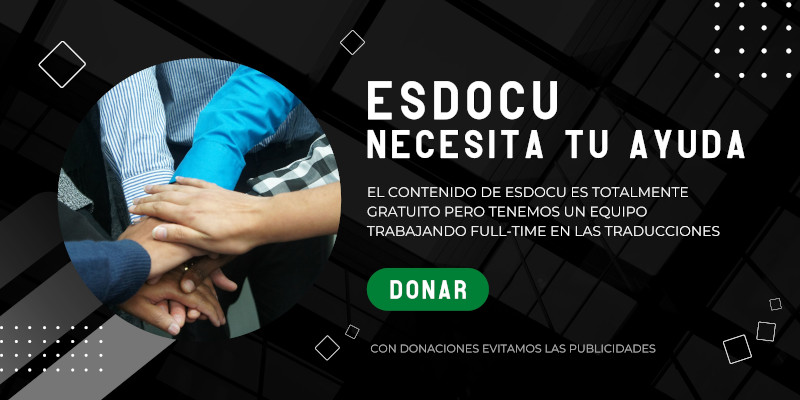 ESDOCU
NECESITA TU AYUDA
EL CONTENIDO DE ESDOCU ES TOTALMENTE
GRATUITO PERO TENEMOS UN EQUIPO
TRABAJANDO FULL-TIME EN LAS TRADUCCIONES
DONAR
CON DONACIONES EVITAMOS LAS PUBLICIDADES